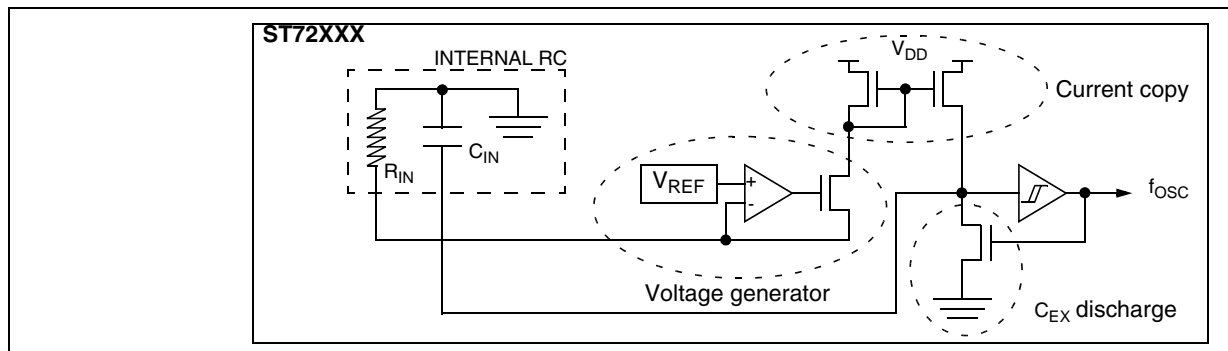 ST72XXX
INTERNAL RC
VDD
Current copy
CIN
RIN
VREF
+
-
fOSC
Voltage generator
CEX discharge